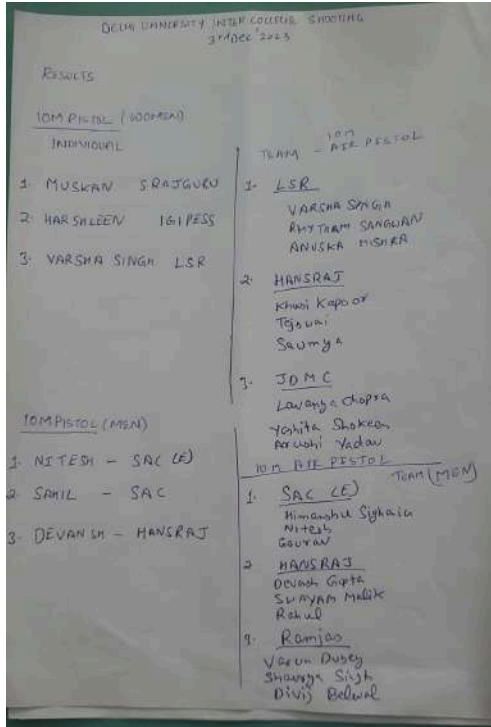 DELHI UNIVERSITY INTER COLLEGE SHOOTING
3rd DEC' 2023
RESULTS
10M PISTOL (WOMEN)
INDIVIDUAL
1. MUSKAN SRAJGURU
2. HARSHLEEN IGIPESS
3. VARSHA SINGH LSR
TEAM - 10M AIR PISTOL
1. LSR
VARSHA SINGH
RHYTHAM SANGWAN
ANUSKA MISHRA
2. HANSRAJ
Khusi Kapoor
Tejswai
Saumya
3. JDMC
Lavanya Chopra
Yashita Shokeen
Aarushi Yadav
10M PISTOL (MEN)
1. NITESH - SAC (E)
2. SAHIL - SAC
3. DEVANSH - HANSRAJ
10M AIR PISTOL
TEAM (MEN)
1. SAC (E)
Himanshu
Nitesh
Gourav
2. HANSRAJ
Devash Gupta
SWAYAM Malik
Rahul
3. Ramjas
Varun Dubey
Shaurya Singh
Divij Belwal